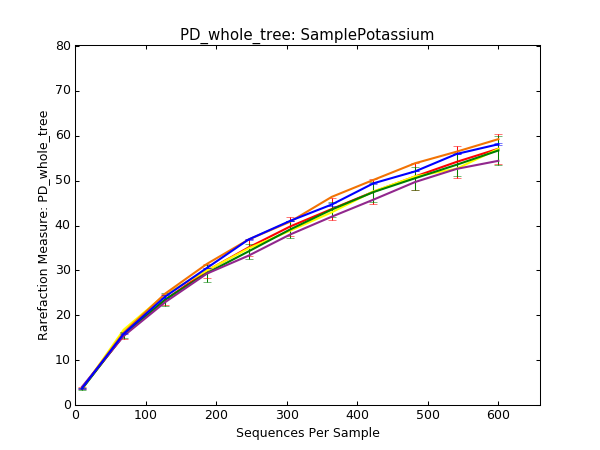 PD_whole_tree: SamplePotassium
80
70
60
50
40
30
20
10
0
Rarefaction Measure: PD_whole_tree
0 100 200 300 400 500 600
Sequences Per Sample